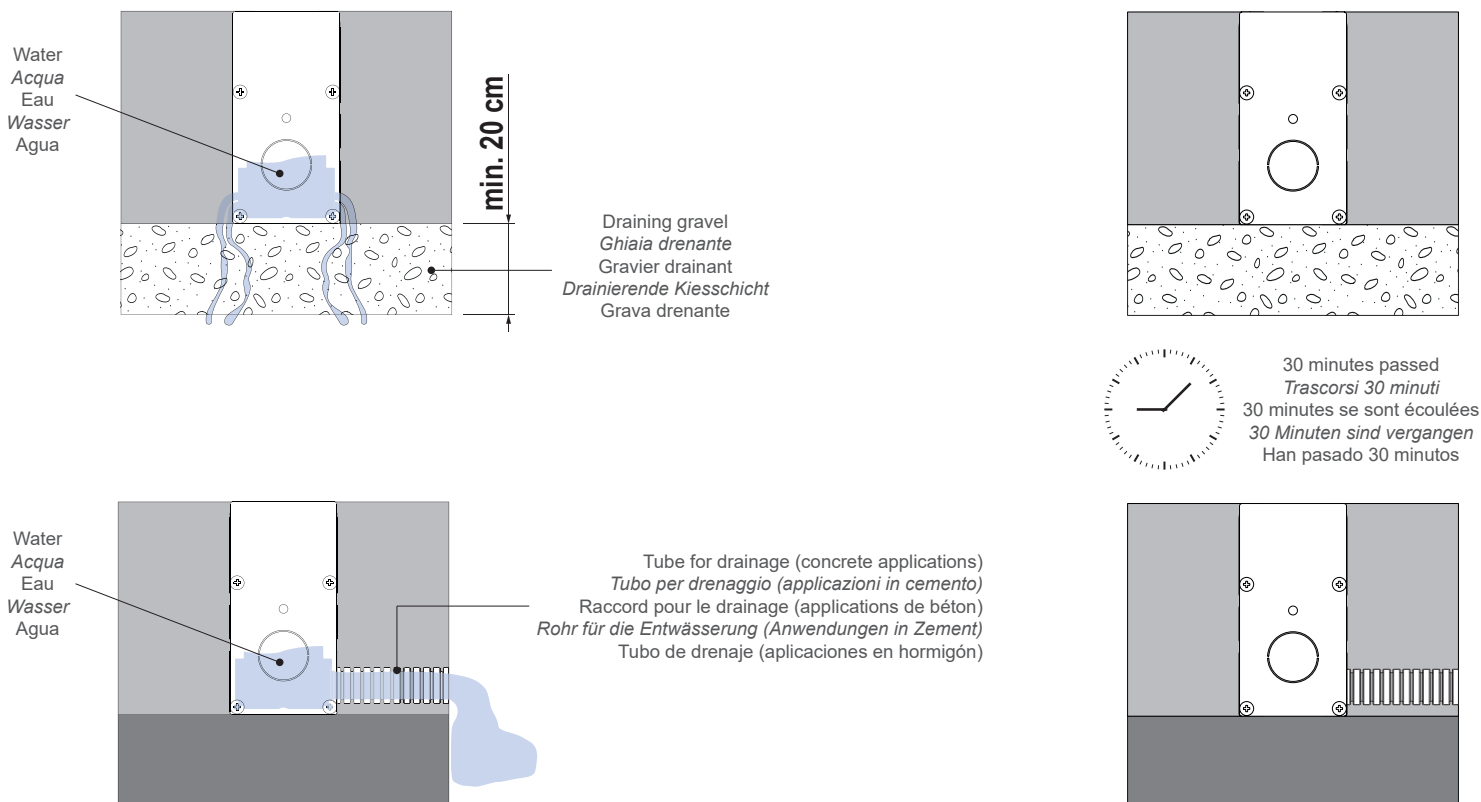 Water
Acqua
Eau
Wasser
Agua
min. 20 cm
Draining gravel
Ghiaia drenante
Gravier drainant
Drainierende Kiesschicht
Grava drenante
30 minutes passed
Trascorsi 30 minuti
30 minutes se sont écoulées
30 Minuten sind vergangen
Han pasado 30 minutos
Water
Acqua
Eau
Wasser
Agua
Tube for drainage (concrete applications)
Tubo per drenaggio (applicazioni in cemento)
Raccord pour le drainage (applications de béton)
Rohr für die Entwässerung (Anwendungen in Zement)
Tubo de drenaje (aplicaciones en hormigón)